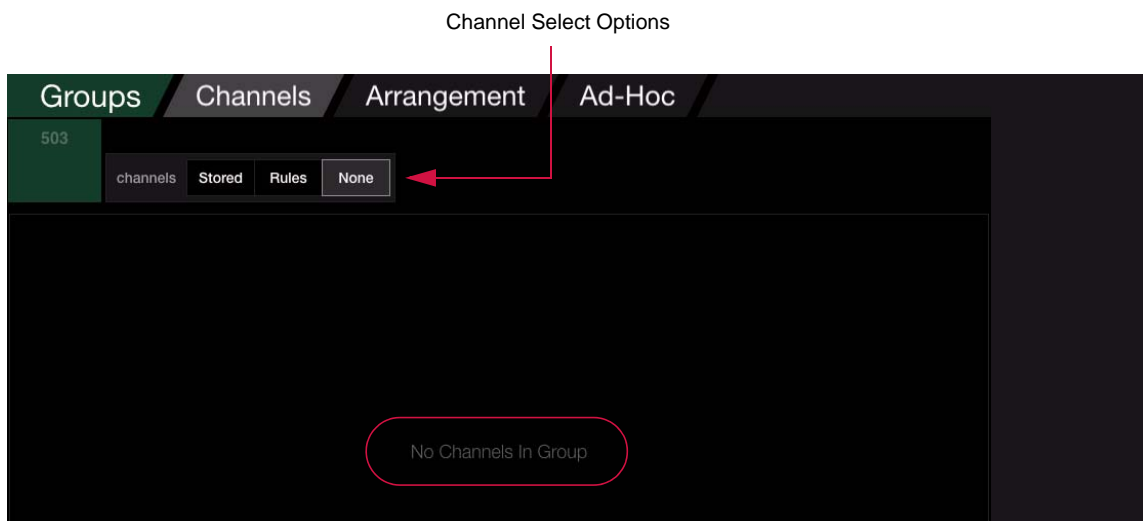 Channel Select Options
Groups Channels Arrangement Ad-Hoc
503
channels Stored Rules None
No Channels In Group